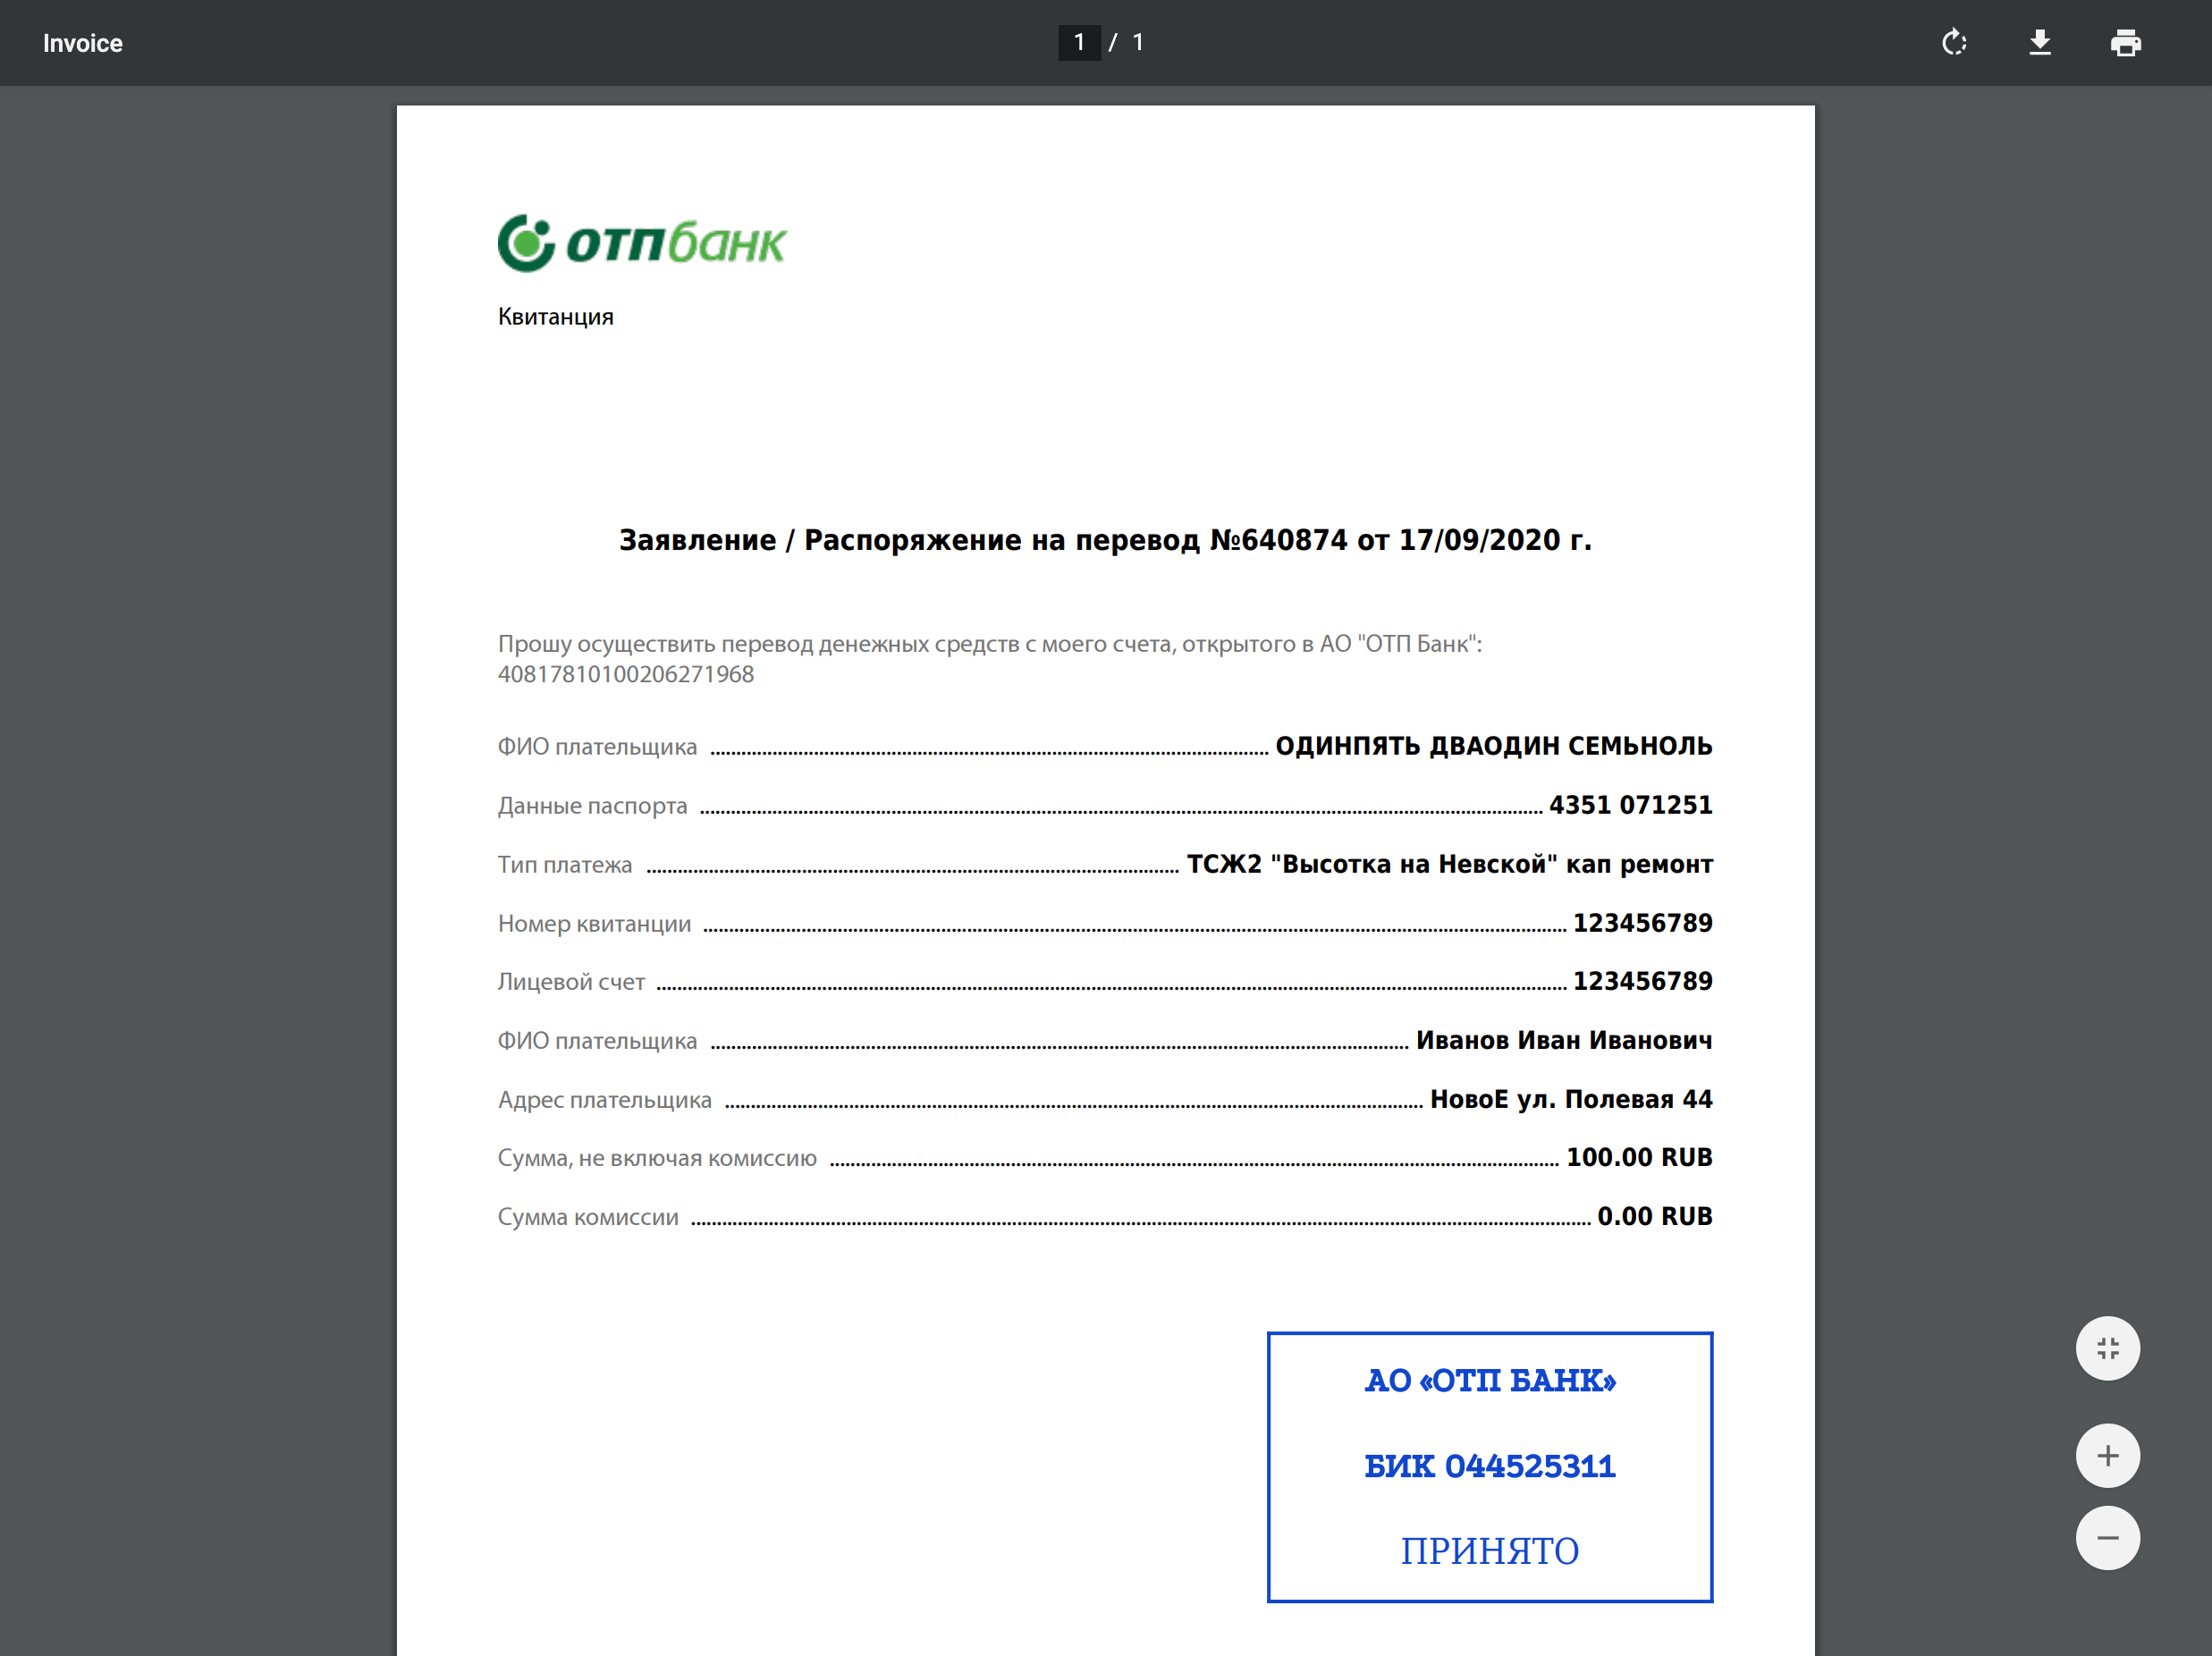 Invoice
1 / 1
отпбанк
Квитанция
Заявление / Распоряжение на перевод №640874 от 17/09/2020 г.
Прошу осуществить перевод денежных средств с моего счета, открытого в АО "ОТП Банк":
40817810100206271968
ФИО плательщика ОДИНПЯТЬ ДВАОДИН СЕМЬНОЛЬ
Данные паспорта 4351 071251
Тип платежа ТСЖ2 "Высотка на Невской" кап ремонт
Номер квитанции 123456789
Лицевой счет 123456789
ФИО плательщика Иванов Иван Иванович
Адрес плательщика НовоЕ ул. Полевая 44
Сумма, не включая комиссию 100.00 RUB
Сумма комиссии 0.00 RUB
АО «ОТП БАНК»
БИК 044525311
ПРИНЯТО